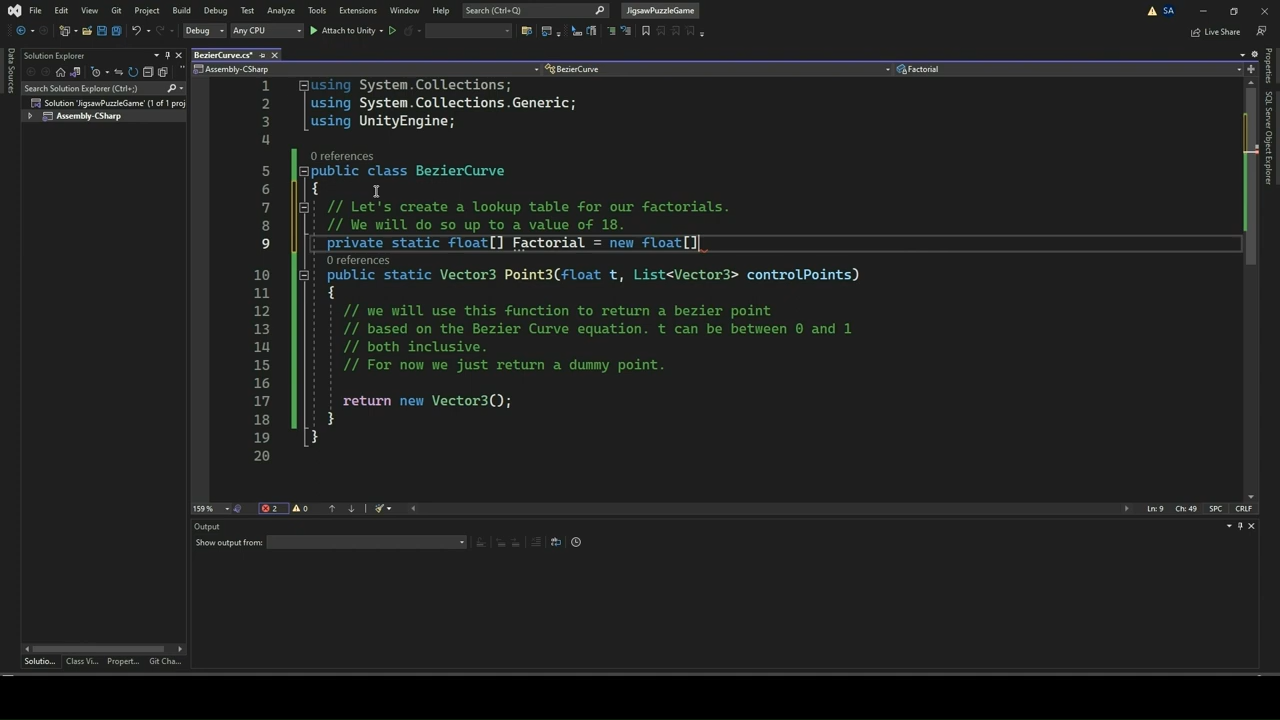 File Edit View Git Project Build Debug Test Analyze Tools Extensions Window Help Search (Ctrl+Q) JigsawPuzzleGame SA
Debug Any CPU Attach to Unity Live Share
Data Sources
Solution Explorer
Search Solution Explorer (Ctrl+;)
Solution 'JigsawPuzzleGame' (1 of 1 proj
Assembly-CSharp
Solutio... Class Vi... Propert... Git Cha...
BezierCurve.cs*
Assembly-CSharp BezierCurve Factorial
1 using System.Collections;
2 using System.Collections.Generic;
3 using UnityEngine;
4
0 references
5 public class BezierCurve
6 {
7 // Let's create a lookup table for our factorials.
8 // We will do so up to a value of 18.
9 private static float[] Factorial = new float[]
0 references
10 public static Vector3 Point3(float t, List<Vector3> controlPoints)
11 {
12 // we will use this function to return a bezier point
13 // based on the Bezier Curve equation. t can be between 0 and 1
14 // both inclusive.
15 // For now we just return a dummy point.
16
17 return new Vector3();
18 }
19 }
20
159 % 2 0 Ln: 9 Ch: 49 SPC CRLF
Output
Show output from:
Properties
SQL Server Object Explorer